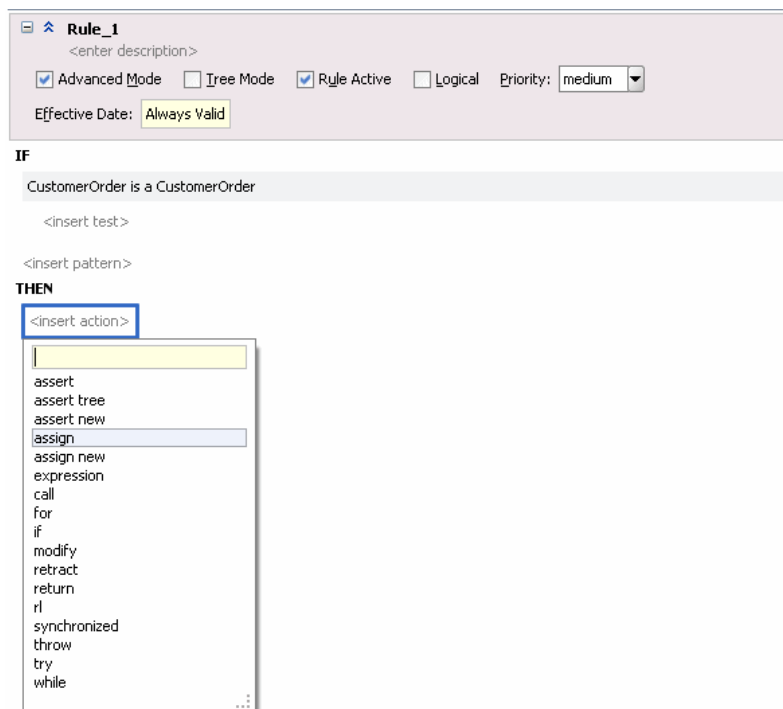 Rule_1
<enter description>
Advanced Mode Tree Mode Rule Active Logical Priority: medium
Effective Date: Always Valid
IF
CustomerOrder is a CustomerOrder
<insert test>
<insert pattern>
THEN
<insert action>
assert
assert tree
assert new
assign
assign new
expression
call
for
if
modify
retract
return
rl
synchronized
throw
try
while